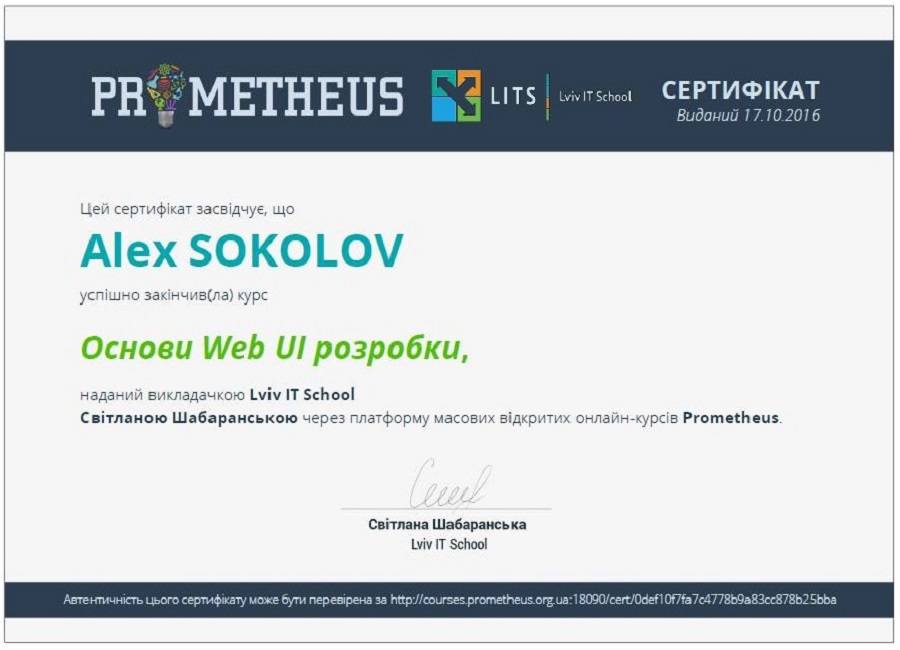 PROMETHEUS LITS Lviv IT School СЕРТИФІКАТ
Виданий 17.10.2016
Цей сертифікат засвідчує, що
Alex SOKOLOV
успішно закінчив(ла) курс
Основи Web UI розробки,
наданий викладачкою Lviv IT School
Світланою Шабаранською через платформу масових відкритих онлайн-курсів Prometheus.
Світлана Шабаранська
Lviv IT School
Автентичність цього сертифікату може бути перевірена за http://courses.prometheus.org.ua:18090/cert/0def10f7fa7c4778b9a83cc878b25bba